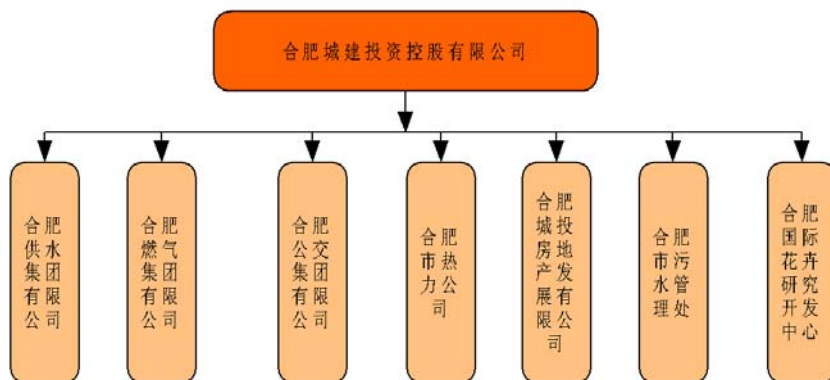 合肥城建投资控股有限公司
合肥
供水
集团
有限
公司
合肥
燃气
集团
有限
公司
合肥
公交
集团
有限
公司
合肥
市热
力公
司
合肥
城投
房地
产发
展有
限公
司
合肥
市污
水管
理处
合肥
国际
花卉
研究
开发
中心